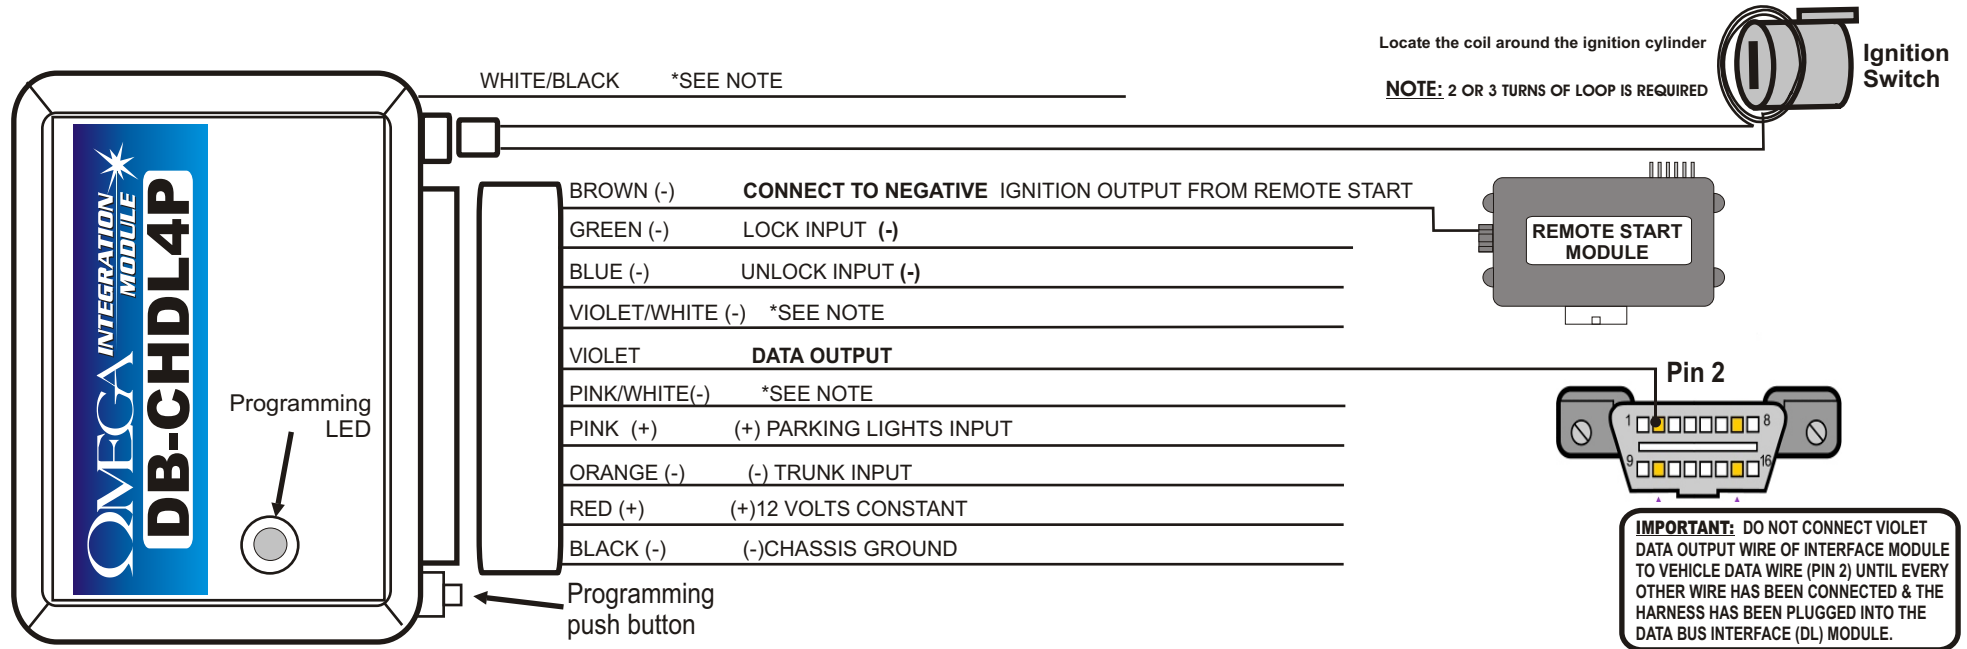 Locate the coil around the ignition cylinder
NOTE: 2 OR 3 TURNS OF LOOP IS REQUIRED
Ignition
Switch
WHITE/BLACK *SEE NOTE
BROWN (-) CONNECT TO NEGATIVE IGNITION OUTPUT FROM REMOTE START
GREEN (-) LOCK INPUT (-)
BLUE (-) UNLOCK INPUT (-)
VIOLET/WHITE (-) *SEE NOTE
VIOLET DATA OUTPUT
PINK/WHITE(-) *SEE NOTE
PINK (+) (+) PARKING LIGHTS INPUT
ORANGE (-) (-) TRUNK INPUT
RED (+) (+)12 VOLTS CONSTANT
BLACK (-) (-)CHASSIS GROUND
REMOTE START
MODULE
OMEGA INTEGRATION
MODULE
DB-CHDL4P
Programming
LED
Programming
push button
Pin 2
1 8
9 16
IMPORTANT: DO NOT CONNECT VIOLET
DATA OUTPUT WIRE OF INTERFACE MODULE
TO VEHICLE DATA WIRE (PIN 2) UNTIL EVERY
OTHER WIRE HAS BEEN CONNECTED & THE
HARNESS HAS BEEN PLUGGED INTO THE
DATA BUS INTERFACE (DL) MODULE.